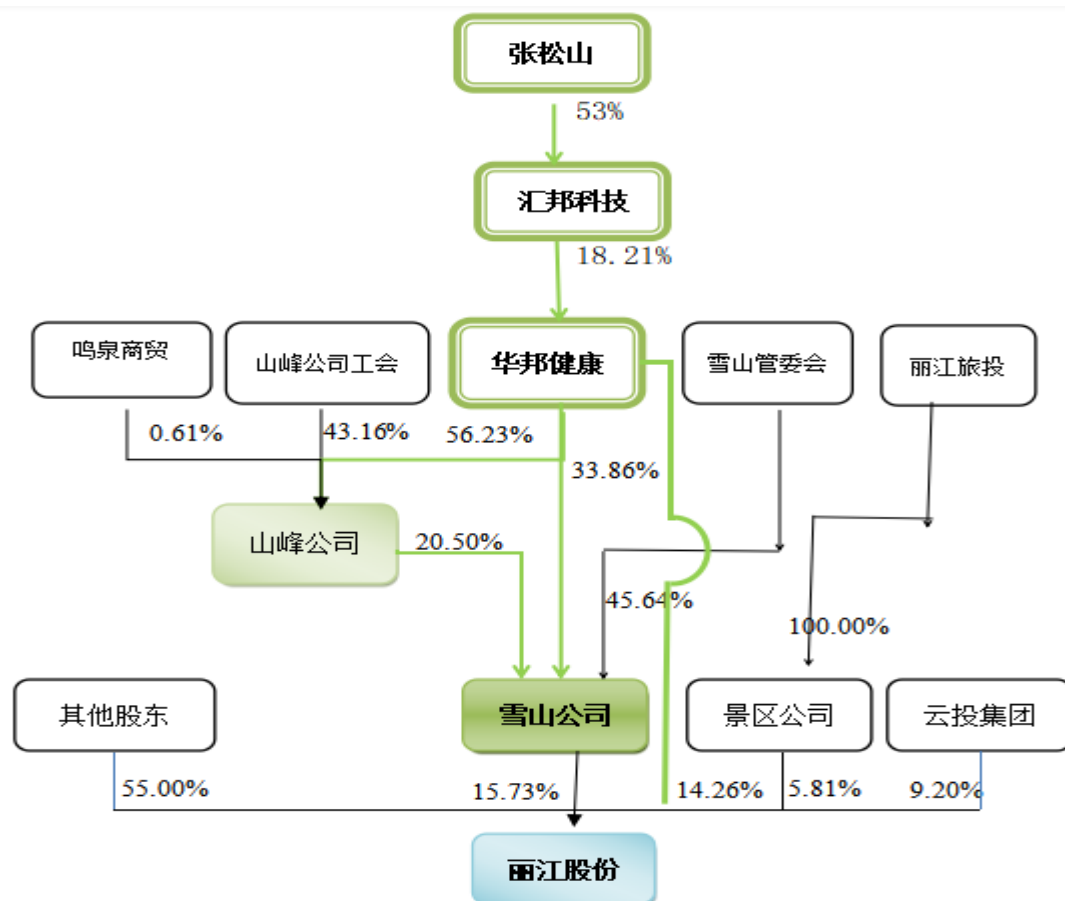 张松山
53%
汇邦科技
18.21%
鸣泉商贸
山峰公司工会
华邦健康
雪山管委会
丽江旅投
0.61%
43.16%
56.23%
33.86%
山峰公司
20.50%
45.64%
100.00%
其他股东
雪山公司
景区公司
云投集团
55.00%
15.73%
14.26%
5.81%
9.20%
丽江股份